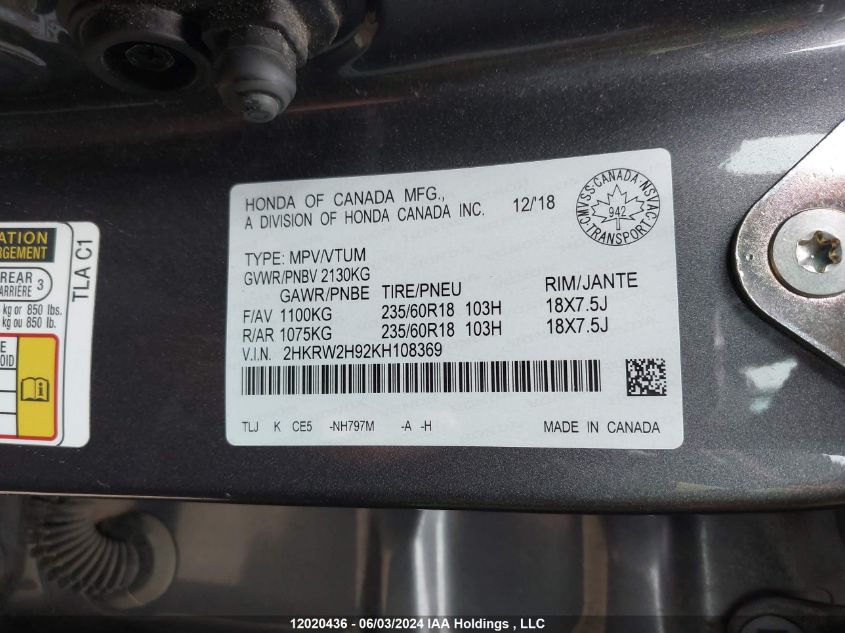 HONDA OF CANADA MFG.,
A DIVISION OF HONDA CANADA INC. 12/'18
CMVSS·CANADA·NSVAC
942
TRANSPORT
TYPE: MPV/VTUM
GVWR/PNBV 2130KG
GAWR/PNBE TIRE/PNEU RIM/JANTE
F/AV 1100KG 235/60R18 103H 18X7.5J
R/AR 1075KG 235/60R18 103H 18X7.5J
V.I.N. 2HKRW2H92KH108369
TLJ K CE5 -NH797M -A -H MADE IN CANADA
REAR
ARRIÈRE 3
kg or 850 lbs.
kg ou 850 lb.
TLA C1
12020436 - 06/03/2024 IAA Holdings , LLC